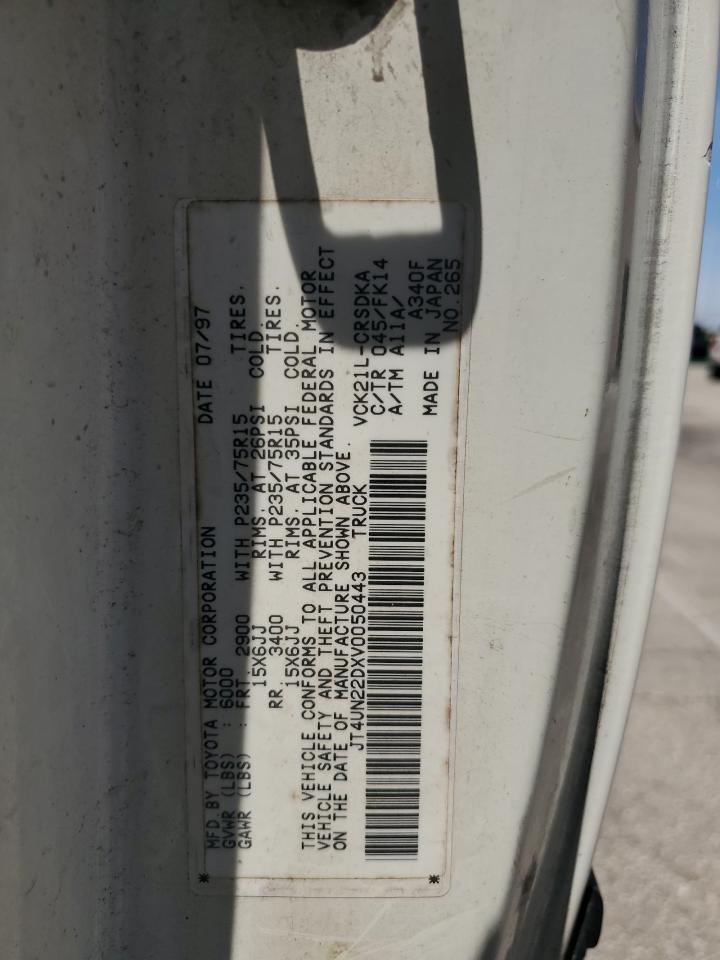 MFD. BY TOYOTA MOTOR CORPORATION DATE 07/97
GVWR (LBS) : 6000
GAWR (LBS) : FRT. 2900 WITH P235/75R15 TIRES.
15X6JJ RIMS. AT 26PSI COLD.
RR. 3400 WITH P235/75R15 TIRES.
15X6JJ RIMS. AT 35PSI COLD.
THIS VEHICLE CONFORMS TO ALL APPLICABLE FEDERAL MOTOR
VEHICLE SAFETY AND THEFT PREVENTION STANDARDS IN EFFECT
ON THE DATE OF MANUFACTURE SHOWN ABOVE.
JT4UN22DXV0050443 TRUCK VCK21L-CRSDKA
C/TR 045/FK14
A/TM A11A/
A340F
MADE IN JAPAN
NO.265